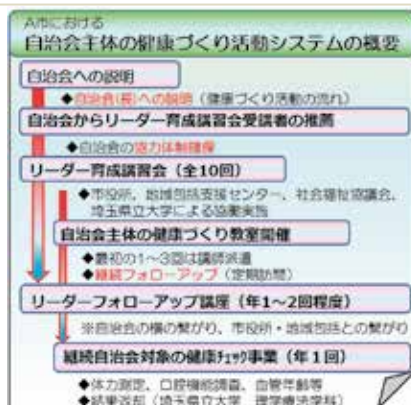 A市における
自治会主体の健康づくり活動システムの概要
自治会への説明
◆自治会(長)への説明（健康づくり活動の流れ）
自治会からリーダー育成講習会受講者の推薦
◆自治会の協力体制確保
リーダー育成講習会（全10回）
◆市役所、地域包括支援センター、社会福祉協議会、
埼玉県立大学による協働実施
自治会主体の健康づくり教室開催
◆最初の1～3回は講師派遣
◆継続フォローアップ（定期訪問）
リーダーフォローアップ講座（年1～2回程度）
※自治会の横の繋がり、市役所・地域包括との繋がり
継続自治会対象の健康チェック事業（年1回）
◆体力測定、口腔機能調査、血管年齢等
◆結果返却（埼玉県立大学 理学療法学科）